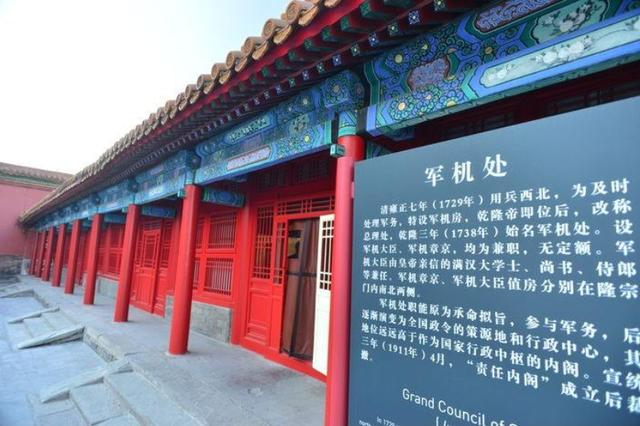 军机处
清雍正七年（1729年）用兵西北，为及时
处理军务，特设军机房，乾隆帝即位后，改称
总理处，乾隆三年（1738年）始名军机处。设
军机大臣、军机章京，均为兼职，无定额。军
机大臣由皇帝亲信的满汉大学士、尚书、侍郎
等兼任，军机章京、军机大臣值房分别在隆宗
门内南北两侧。
军机处职能原为承命拟旨，参与军务，后
逐渐演变为全国政令的策源地和行政中心，其
地位远远高于作为国家行政中枢的内阁。宣统
三年（1911年）4月，“责任内阁”成立后
撤。
Grand Council of
In 1729